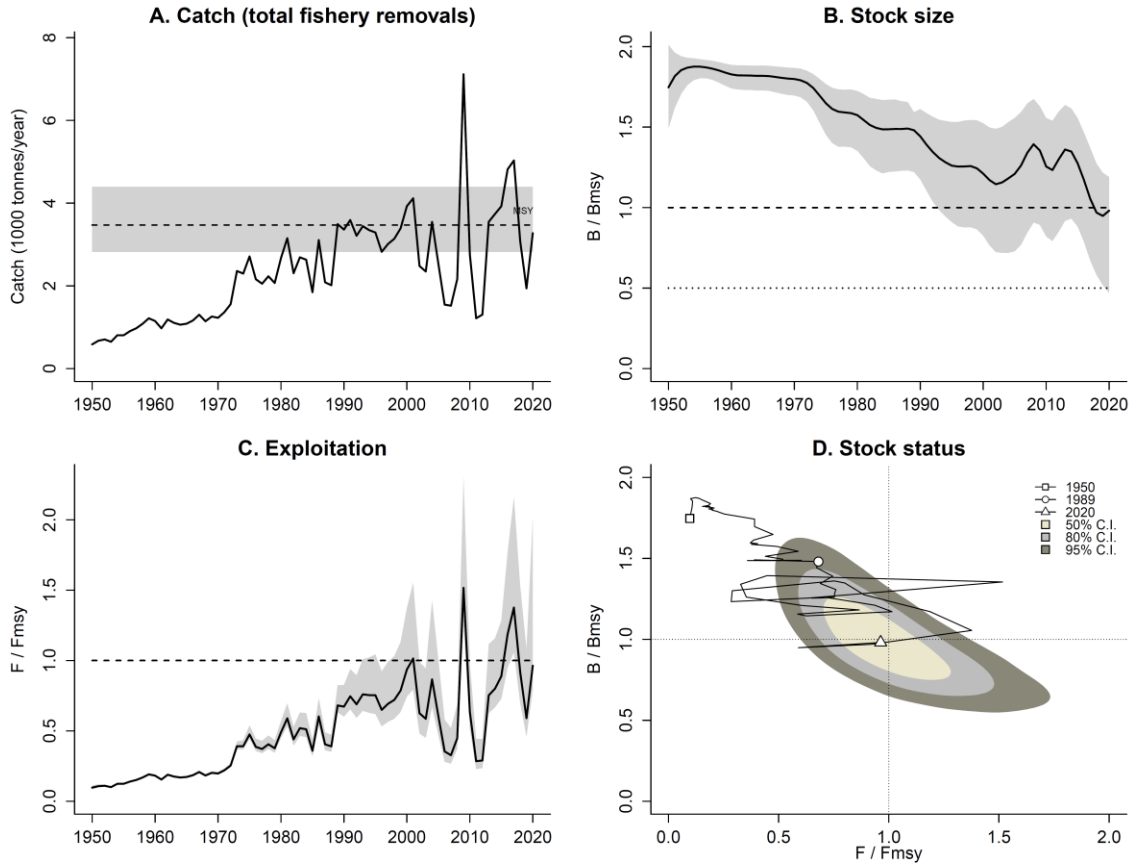 A. Catch (total fishery removals)
Catch (1000 tonnes/year)
8
6
4
2
0
MSY
1950 1960 1970 1980 1990 2000 2010 2020
B. Stock size
B / Bmsy
2.0
1.5
1.0
0.5
0.0
1950 1960 1970 1980 1990 2000 2010 2020
C. Exploitation
F / Fmsy
2.0
1.5
1.0
0.5
0.0
1950 1960 1970 1980 1990 2000 2010 2020
D. Stock status
B / Bmsy
2.0
1.5
1.0
0.5
0.0
1950
1989
2020
50% C.I.
80% C.I.
95% C.I.
0.0 0.5 1.0 1.5 2.0
F / Fmsy